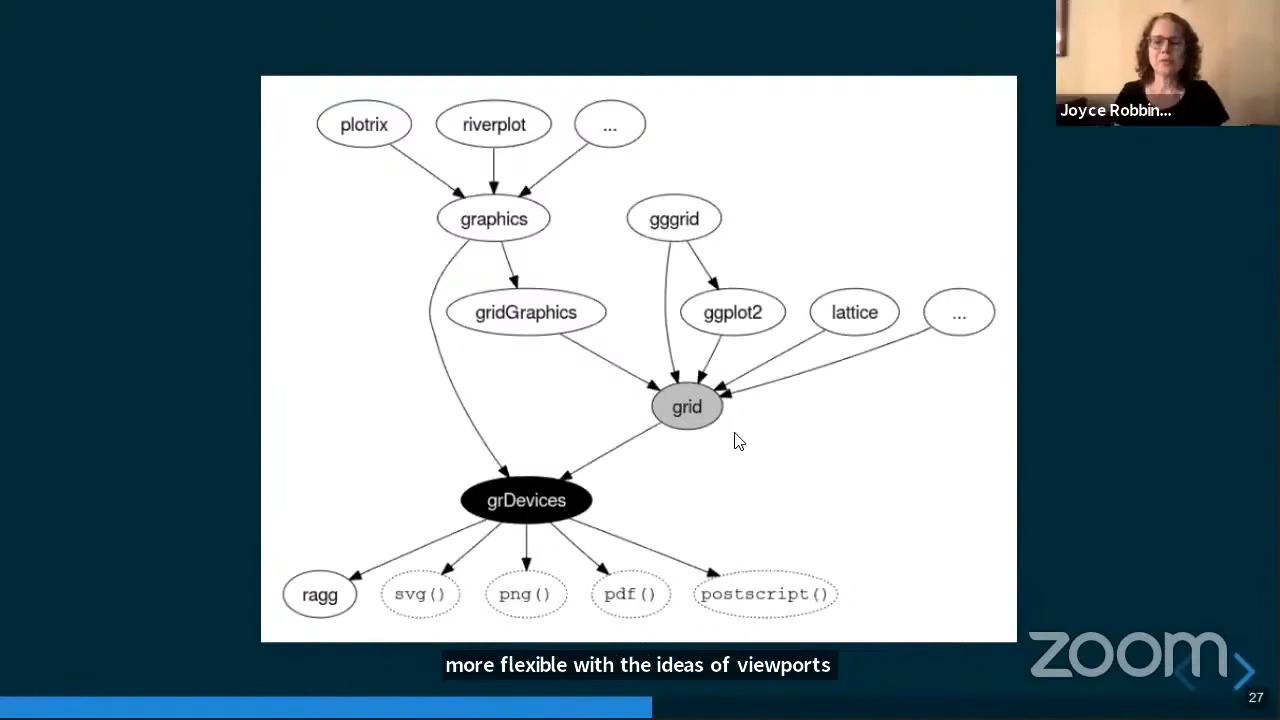 Joyce Robbin...
plotrix
riverplot
...
graphics
gggrid
gridGraphics
ggplot2
lattice
...
grid
grDevices
ragg
svg()
png()
pdf()
postscript()
more flexible with the ideas of viewports
zoom
27